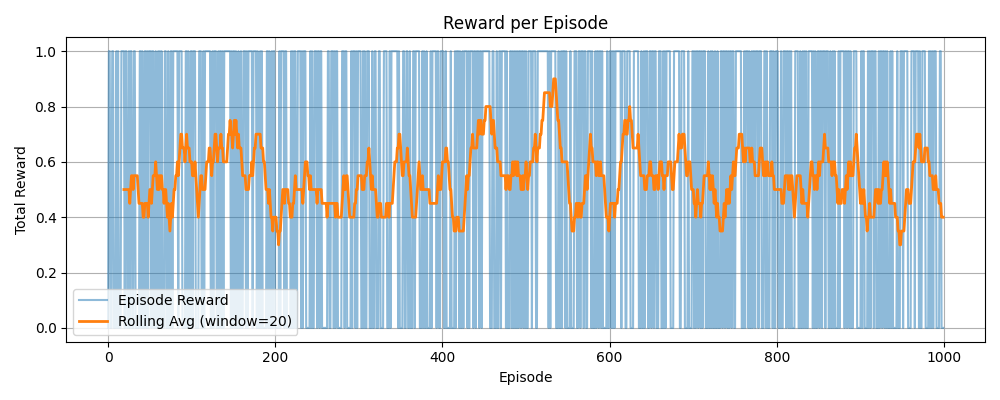 Reward per Episode
1.0
0.8
0.6
0.4
0.2
0.0
Total Reward
Episode Reward
Rolling Avg (window=20)
0 200 400 600 800 1000
Episode